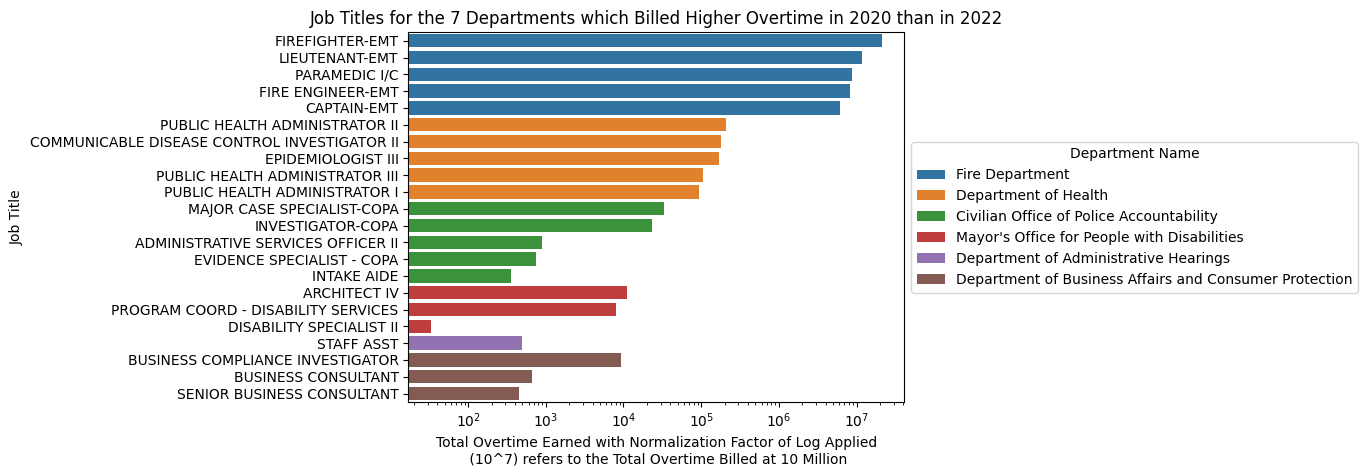 Job Titles for the 7 Departments which Billed Higher Overtime in 2020 than in 2022
Job Title
FIREFIGHTER-EMT
LIEUTENANT-EMT
PARAMEDIC I/C
FIRE ENGINEER-EMT
CAPTAIN-EMT
PUBLIC HEALTH ADMINISTRATOR II
COMMUNICABLE DISEASE CONTROL INVESTIGATOR II
EPIDEMIOLOGIST III
PUBLIC HEALTH ADMINISTRATOR III
PUBLIC HEALTH ADMINISTRATOR I
MAJOR CASE SPECIALIST-COPA
INVESTIGATOR-COPA
ADMINISTRATIVE SERVICES OFFICER II
EVIDENCE SPECIALIST - COPA
INTAKE AIDE
ARCHITECT IV
PROGRAM COORD - DISABILITY SERVICES
DISABILITY SPECIALIST II
STAFF ASST
BUSINESS COMPLIANCE INVESTIGATOR
BUSINESS CONSULTANT
SENIOR BUSINESS CONSULTANT
10² 10³ 10⁴ 10⁵ 10⁶ 10⁷
Total Overtime Earned with Normalization Factor of Log Applied
(10^7) refers to the Total Overtime Billed at 10 Million
Department Name
Fire Department
Department of Health
Civilian Office of Police Accountability
Mayor's Office for People with Disabilities
Department of Administrative Hearings
Department of Business Affairs and Consumer Protection